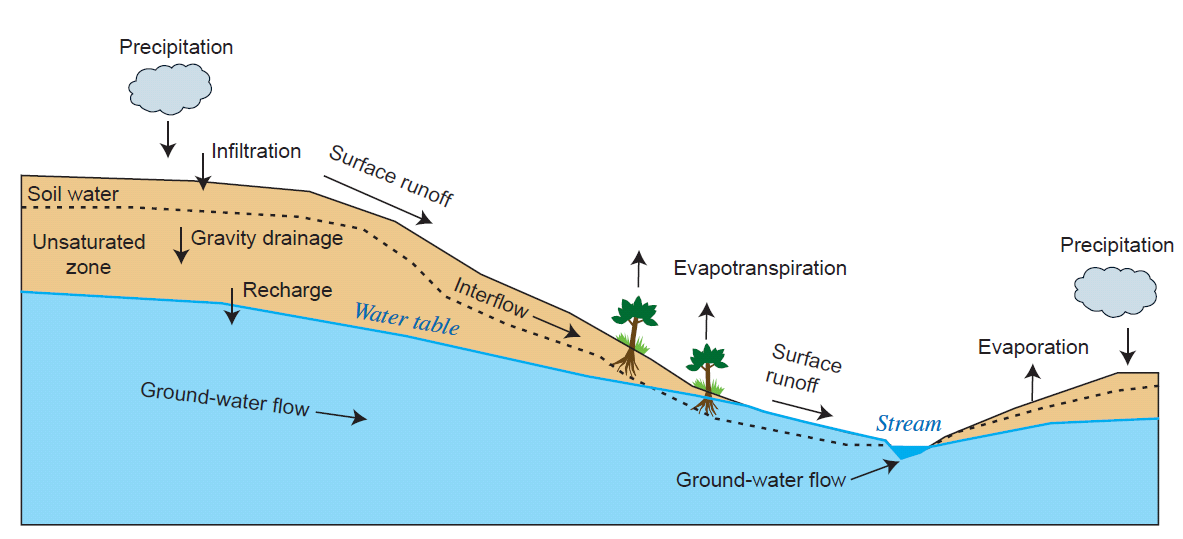 Precipitation
Infiltration
Surface runoff
Soil water
Unsaturated
zone
Gravity drainage
Recharge
Water table
Interflow
Evapotranspiration
Precipitation
Evaporation
Surface
runoff
Stream
Ground-water flow
Ground-water flow